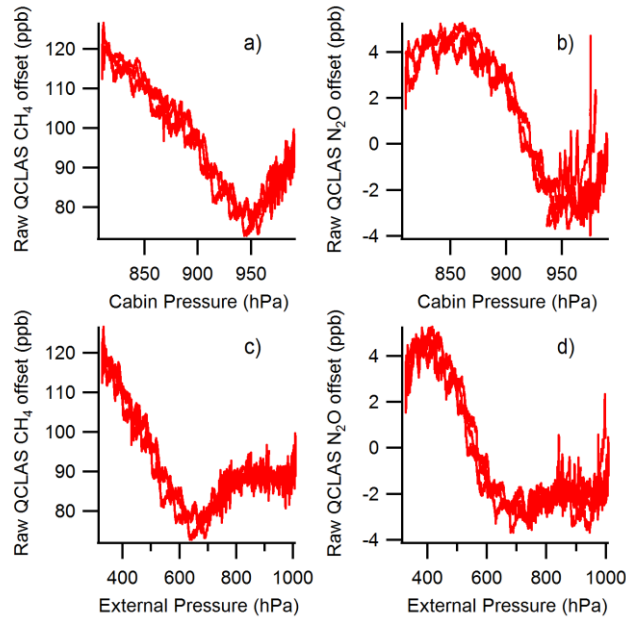 a)
b)
Raw QCLAS CH₄ offset (ppb)
120
110
100
90
80
850
900
950
Cabin Pressure (hPa)
Raw QCLAS N₂O offset (ppb)
4
2
0
-2
-4
850
900
950
Cabin Pressure (hPa)
c)
d)
Raw QCLAS CH₄ offset (ppb)
120
110
100
90
80
400
600
800
1000
External Pressure (hPa)
Raw QCLAS N₂O offset (ppb)
4
2
0
-2
-4
400
600
800
1000
External Pressure (hPa)